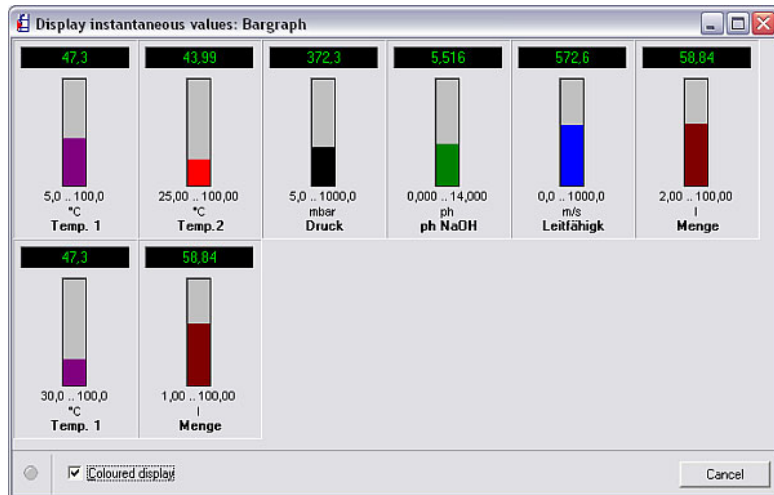 Display instantaneous values: Bargraph
47,3
5,0 .. 100,0
°C
Temp. 1
43,99
25,00 .. 100,00
°C
Temp.2
372,3
5,0 .. 1000,0
mbar
Druck
5,516
0,000 .. 14,000
ph
ph NaOH
572,6
0,0 .. 1000,0
m/s
Leitfähigk
58,84
2,00 .. 100,00
l
Menge
47,3
30,0 .. 100,0
°C
Temp. 1
58,84
1,00 .. 100,00
l
Menge
Coloured display
Cancel